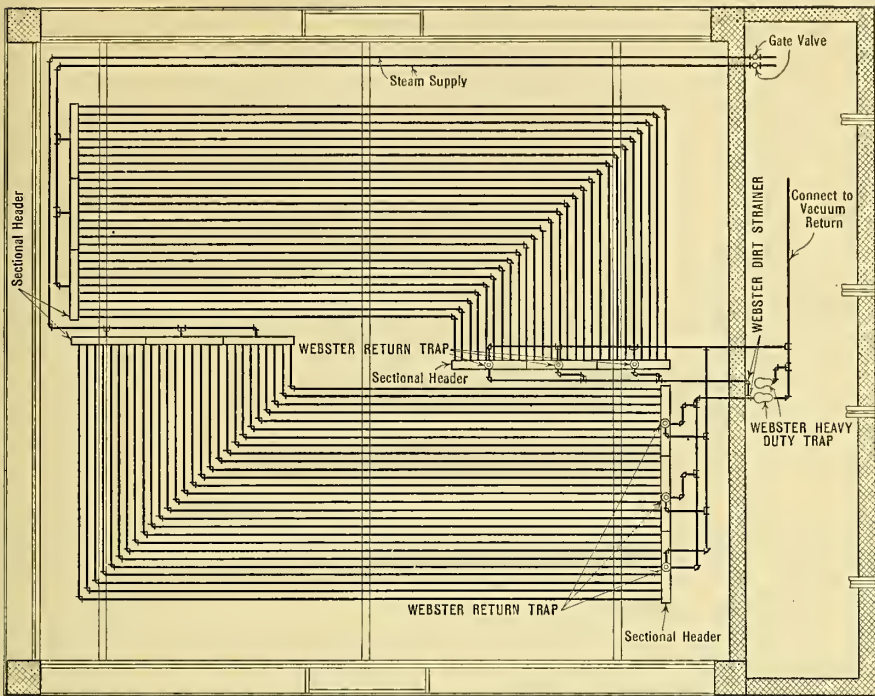 Gate Valve
Steam Supply
Sectional Header
Connect to
Vacuum
Return
WEBSTER DIRT STRAINER
WEBSTER RETURN TRAP
Sectional Header
WEBSTER HEAVY
DUTY TRAP
WEBSTER RETURN TRAP
Sectional Header